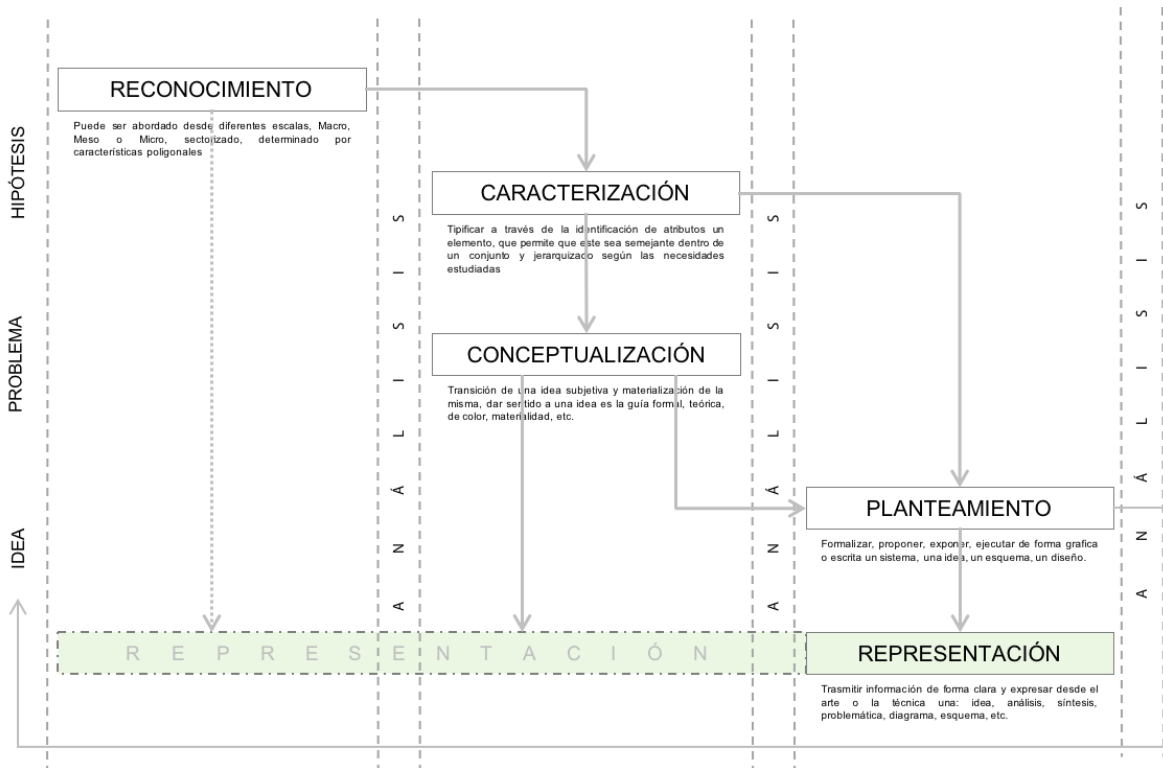 RECONOCIMIENTO
Puede ser abordado desde diferentes escalas, Macro,
Meso o Micro, sectorizado, determinado por
características poligonales
HIPÓTESIS
PROBLEMA
IDEA
ANÁLISIS
CARACTERIZACIÓN
Tipificar a través de la identificación de atributos un
elemento, que permite que este sea semejante dentro de
un conjunto y jerarquizado según las necesidades
estudiadas
CONCEPTUALIZACIÓN
Transición de una idea subjetiva y materialización de la
misma, dar sentido a una idea es la guía formal, teórica,
de color, materialidad, etc.
ANÁLISIS
PLANTEAMIENTO
Formalizar, proponer, exponer, ejecutar de forma grafica
o escrita un sistema, una idea, un esquema, un diseño.
ANÁLISIS
REPRESENTACIÓN
REPRESENTACIÓN
Trasmitir información de forma clara y expresar desde el
arte o la técnica una: idea, análisis, síntesis,
problemática, diagrama, esquema, etc.